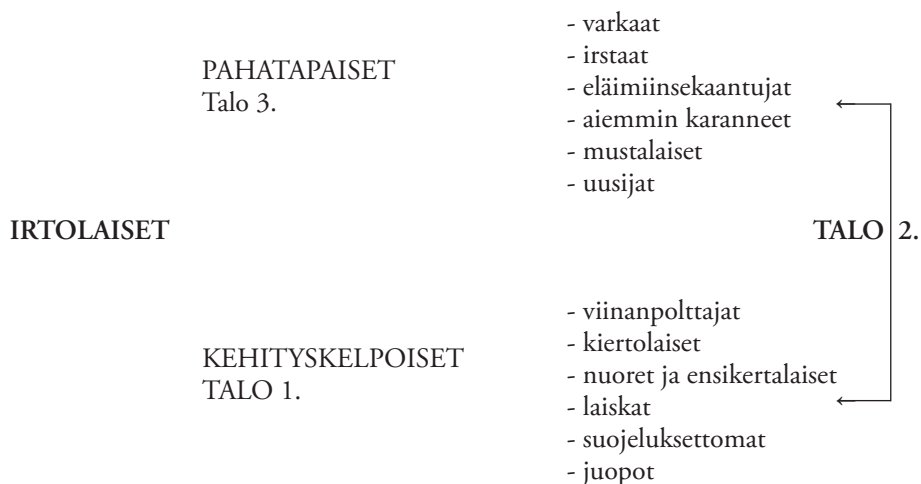 - varkaat
- irstaat
PAHATAPAISET
- eläimiinsekaantujat
Talo 3.
- aiemmin karanneet
- mustalaiset
- uusijat
IRTOLAISET
TALO 2.
- viinanpolttajat
- kiertolaiset
KEHITYSKELPOISET
- nuoret ja ensikertalaiset
TALO 1.
- laiskat
- suojeluksettomat
- juopot